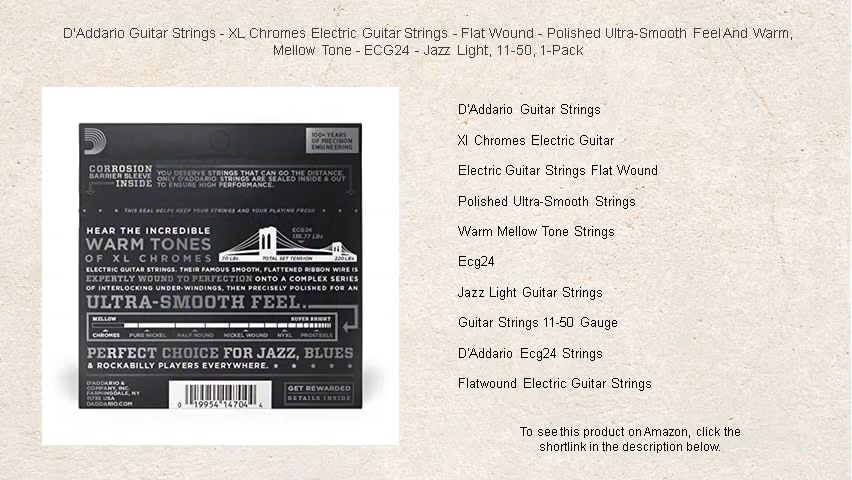 D'Addario Guitar Strings - XL Chromes Electric Guitar Strings - Flat Wound - Polished Ultra-Smooth Feel And Warm,
Mellow Tone - ECG24 - Jazz Light, 11-50, 1-Pack
100+ YEARS
OF PRECISION
ENGINEERING
CORROSION
BARRIER SLEEVE
INSIDE
YOU DESERVE STRINGS THAT CAN GO THE DISTANCE.
ONLY D'ADDARIO STRINGS ARE SEALED INSIDE & OUT
TO ENSURE HIGH PERFORMANCE.
THIS SEAL HELPS KEEP YOUR STRINGS AND YOUR PLAYING FRESH
HEAR THE INCREDIBLE
WARM TONES
OF XL CHROMES
ECG24
136.77 LBs
70 LBs TOTAL SET TENSION 220 LBs
ELECTRIC GUITAR STRINGS. THEIR FAMOUS SMOOTH, FLATTENED RIBBON WIRE IS
EXPERTLY WOUND TO PERFECTION ONTO A COMPLEX SERIES
OF INTERLOCKING UNDER-WINDINGS, THEN PRECISELY POLISHED FOR AN
ULTRA-SMOOTH FEEL.
MELLOW SUPER BRIGHT
CHROMES PURE NICKEL HALF ROUND NICKEL WOUND NYXL PROSTEELS
PERFECT CHOICE FOR JAZZ, BLUES
& ROCKABILLY PLAYERS EVERYWHERE.
D'ADDARIO &
COMPANY, INC.
FARMINGDALE, NY
11735 USA
DADDARIO.COM
0 19954 14704 4
GET REWARDED
DETAILS INSIDE
D'Addario Guitar Strings
Xl Chromes Electric Guitar
Electric Guitar Strings Flat Wound
Polished Ultra-Smooth Strings
Warm Mellow Tone Strings
Ecg24
Jazz Light Guitar Strings
Guitar Strings 11-50 Gauge
D'Addario Ecg24 Strings
Flatwound Electric Guitar Strings
To see this product on Amazon, click the
shortlink in the description below.